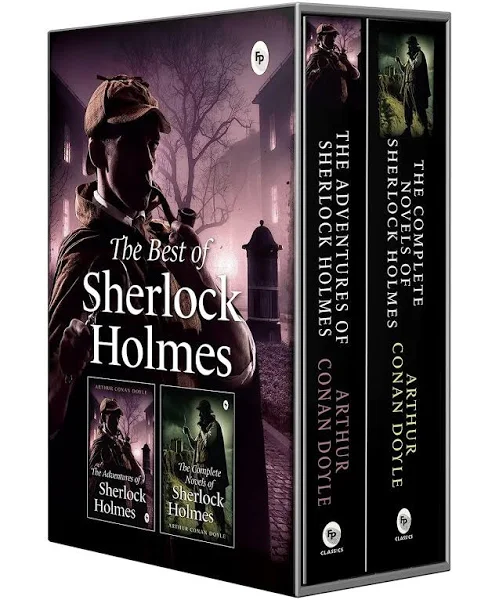 Fp
The Best of
Sherlock
Holmes
ARTHUR CONAN DOYLE
The Adventures of
Sherlock
Holmes
Fp
The Complete
Novels of
Sherlock
Holmes
ARTHUR CONAN DOYLE
THE ADVENTURES OF
SHERLOCK HOLMES
ARTHUR
CONAN DOYLE
Fp
CLASSICS
THE COMPLETE
NOVELS OF
SHERLOCK HOLMES
ARTHUR
CONAN DOYLE
Fp
CLASSICS